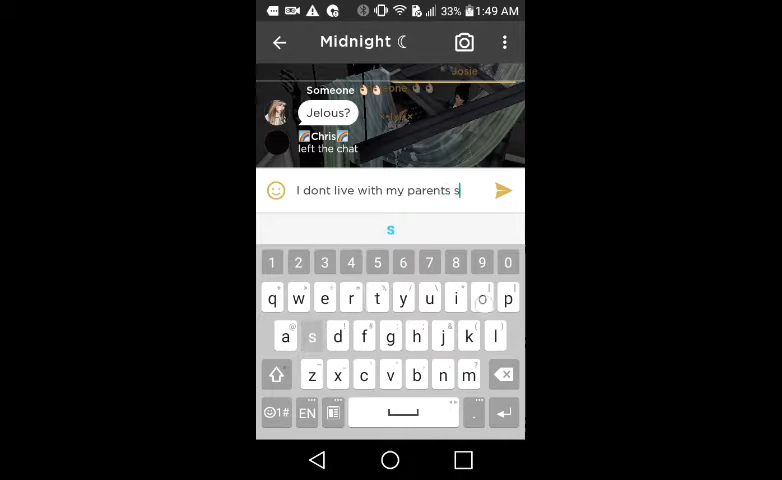 33% 1:49 AM
Midnight ☾
Josie
Someone 👌🏻👌🏻
Jelous?
🌈Chris🌈
left the chat
I dont live with my parents s
s
1 2 3 4 5 6 7 8 9 0
q w e r t y u i o p
a s d f g h j k l
z x c v b n m
☺1# EN .